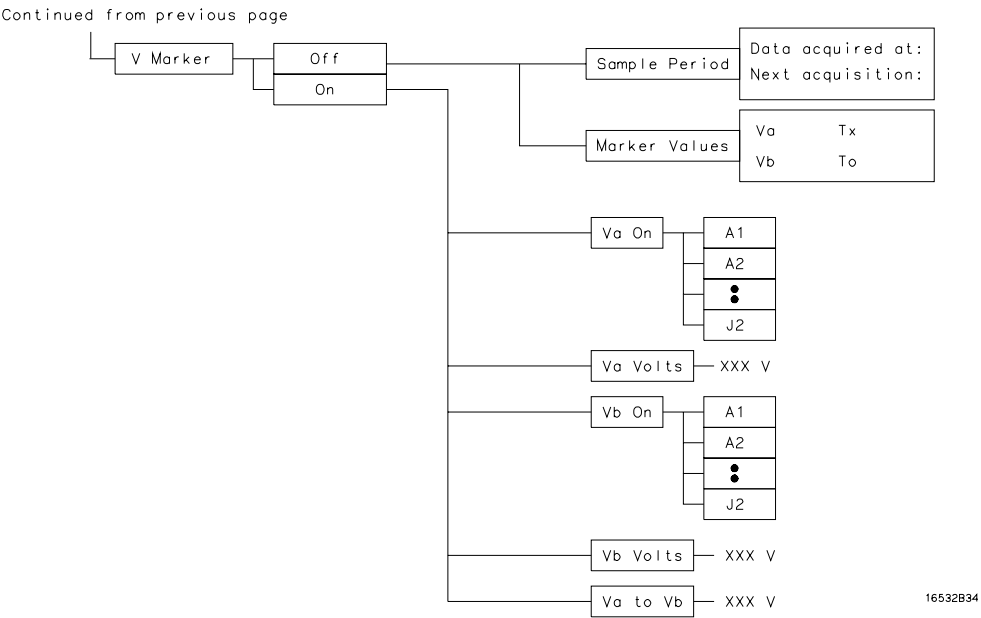 Continued from previous page
V Marker
Off
On
Sample Period
Data acquired at:
Next acquisition:
Marker Values
Va Tx
Vb To
Va On
A1
A2
J2
Va Volts
XXX V
Vb On
A1
A2
J2
Vb Volts
XXX V
Va to Vb
XXX V
16532B34